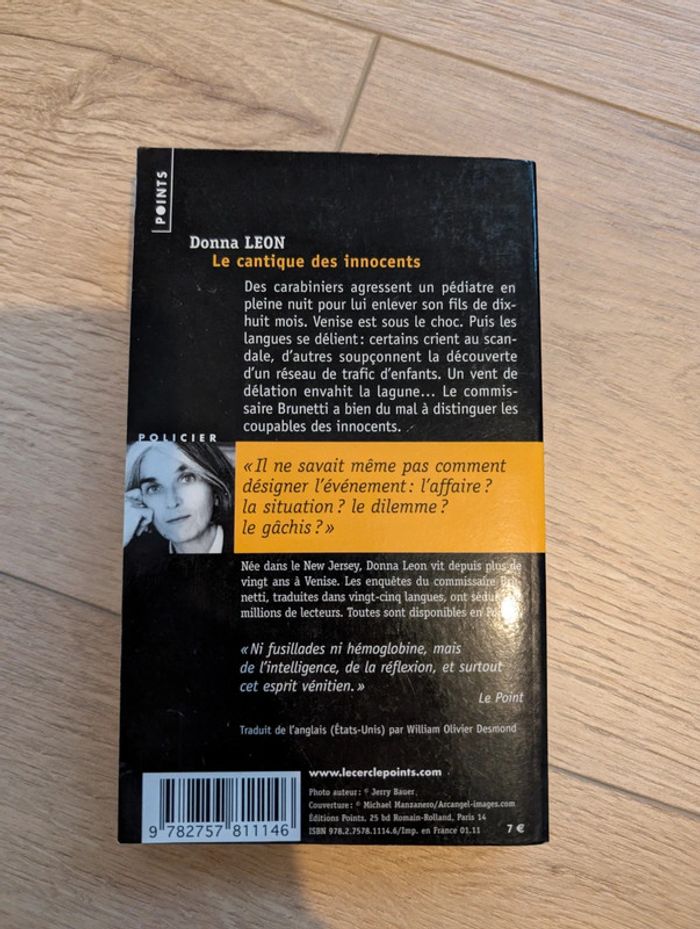 POINTS
Donna LEON
Le cantique des innocents
Des carabiniers agressent un pédiatre en
pleine nuit pour lui enlever son fils de dix-
huit mois. Venise est sous le choc. Puis les
langues se délient : certains crient au scan-
dale, d'autres soupçonnent la découverte
d'un réseau de trafic d'enfants. Un vent de
délation envahit la lagune... Le commis-
saire Brunetti a bien du mal à distinguer les
coupables des innocents.
POLICIER
« Il ne savait même pas comment
désigner l'événement : l'affaire ?
la situation ? le dilemme ?
le gâchis ? »
Née dans le New Jersey, Donna Leon vit depuis plus de
vingt ans à Venise. Les enquêtes du commissaire Bru-
netti, traduites dans vingt-cinq langues, ont
millions de lecteurs. Toutes sont disponibles en
« Ni fusillades ni hémoglobine, mais
de l'intelligence, de la réflexion, et surtout
cet esprit vénitien. »
Le Point
Traduit de l'anglais (États-Unis) par William Olivier Desmond
www.lecerclepoints.com
Photo auteur : © Jerry Bauer
Couverture : © Michael Manzanero/Arcangel-images.com
Éditions Points, 25 bd Romain-Rolland, Paris 14
ISBN 978.2.7578.1114.6/Imp. en France 01.11
7 €
9 782757 811146